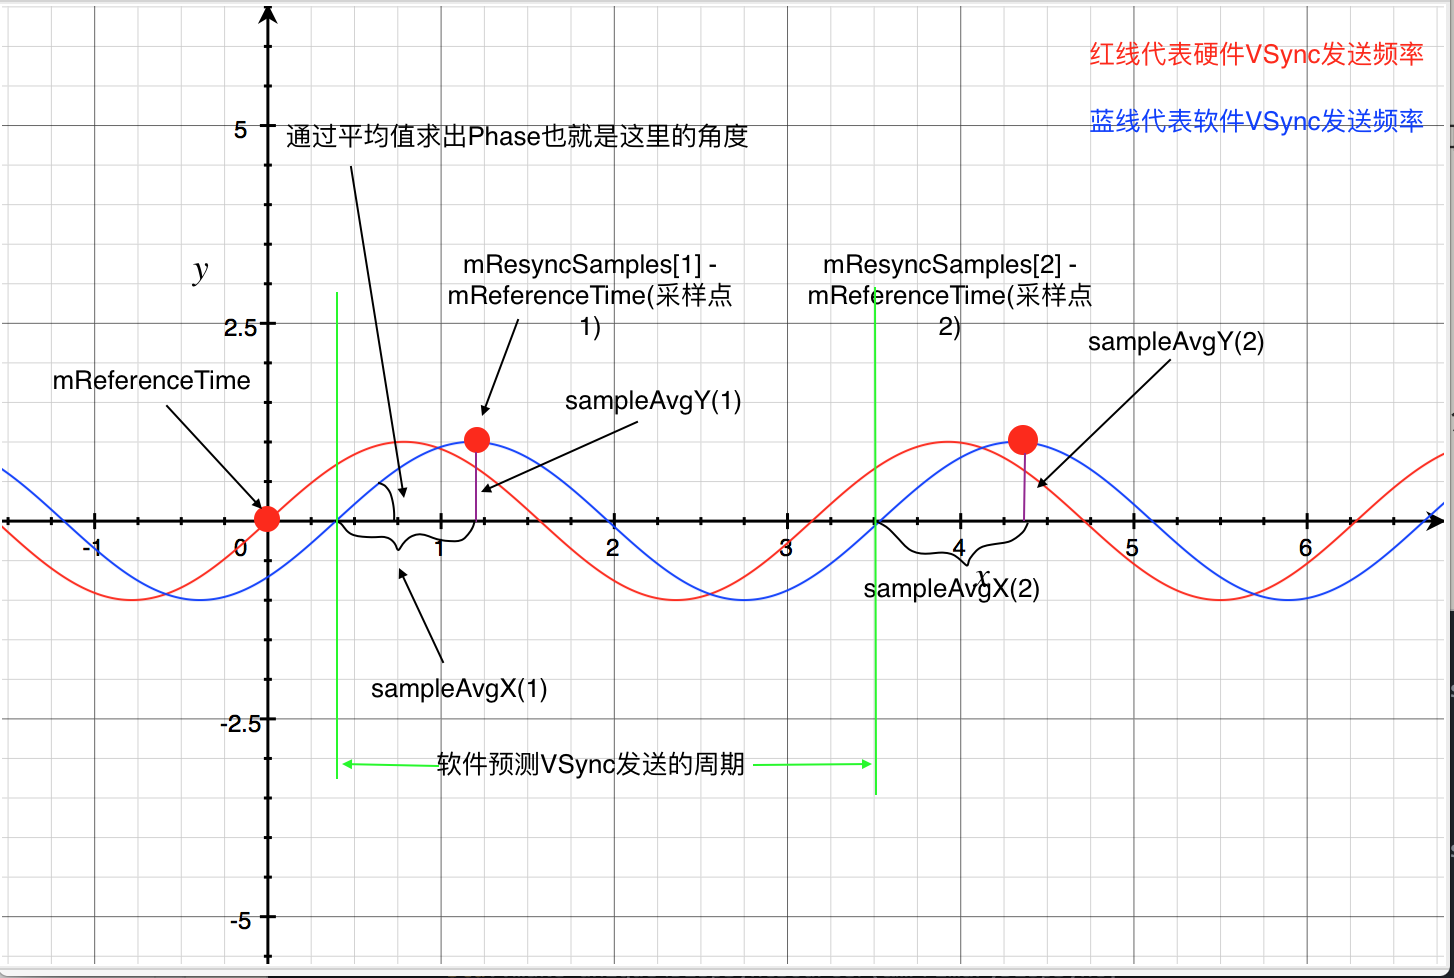 红线代表硬件VSync发送频率
蓝线代表软件VSync发送频率
5
通过平均值求出Phase也就是这里的角度
y
mResyncSamples[1] -
mReferenceTime(采样点
1)
mResyncSamples[2] -
mReferenceTime(采样点
2)
2.5
sampleAvgY(2)
mReferenceTime
sampleAvgY(1)
-1
0
1
2
3
4
5
6
x
sampleAvgX(2)
sampleAvgX(1)
-2.5
软件预测VSync发送的周期
-5